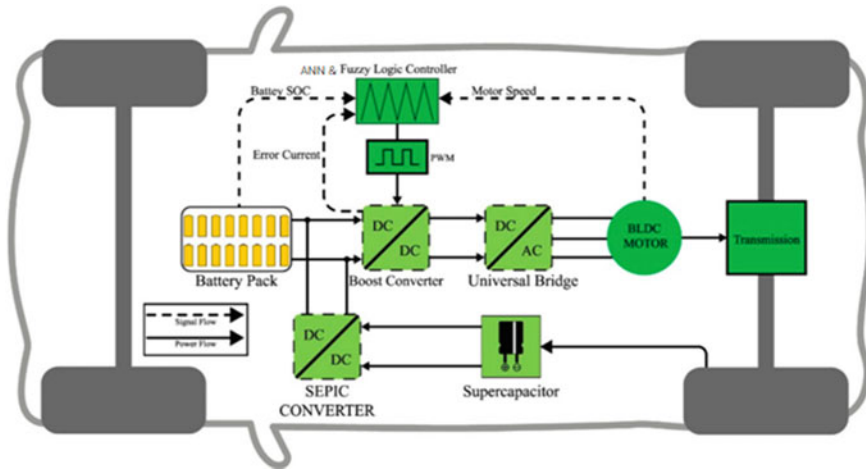 ANN & Fuzzy Logic Controller
Battey SOC
Motor Speed
Error Current
PWM
DC
DC
DC
AC
BLDC
MOTOR
Transmission
Battery Pack
Boost Converter
Universal Bridge
Signal Flow
Power Flow
DC
DC
SEPIC
CONVERTER
Supercapacitor